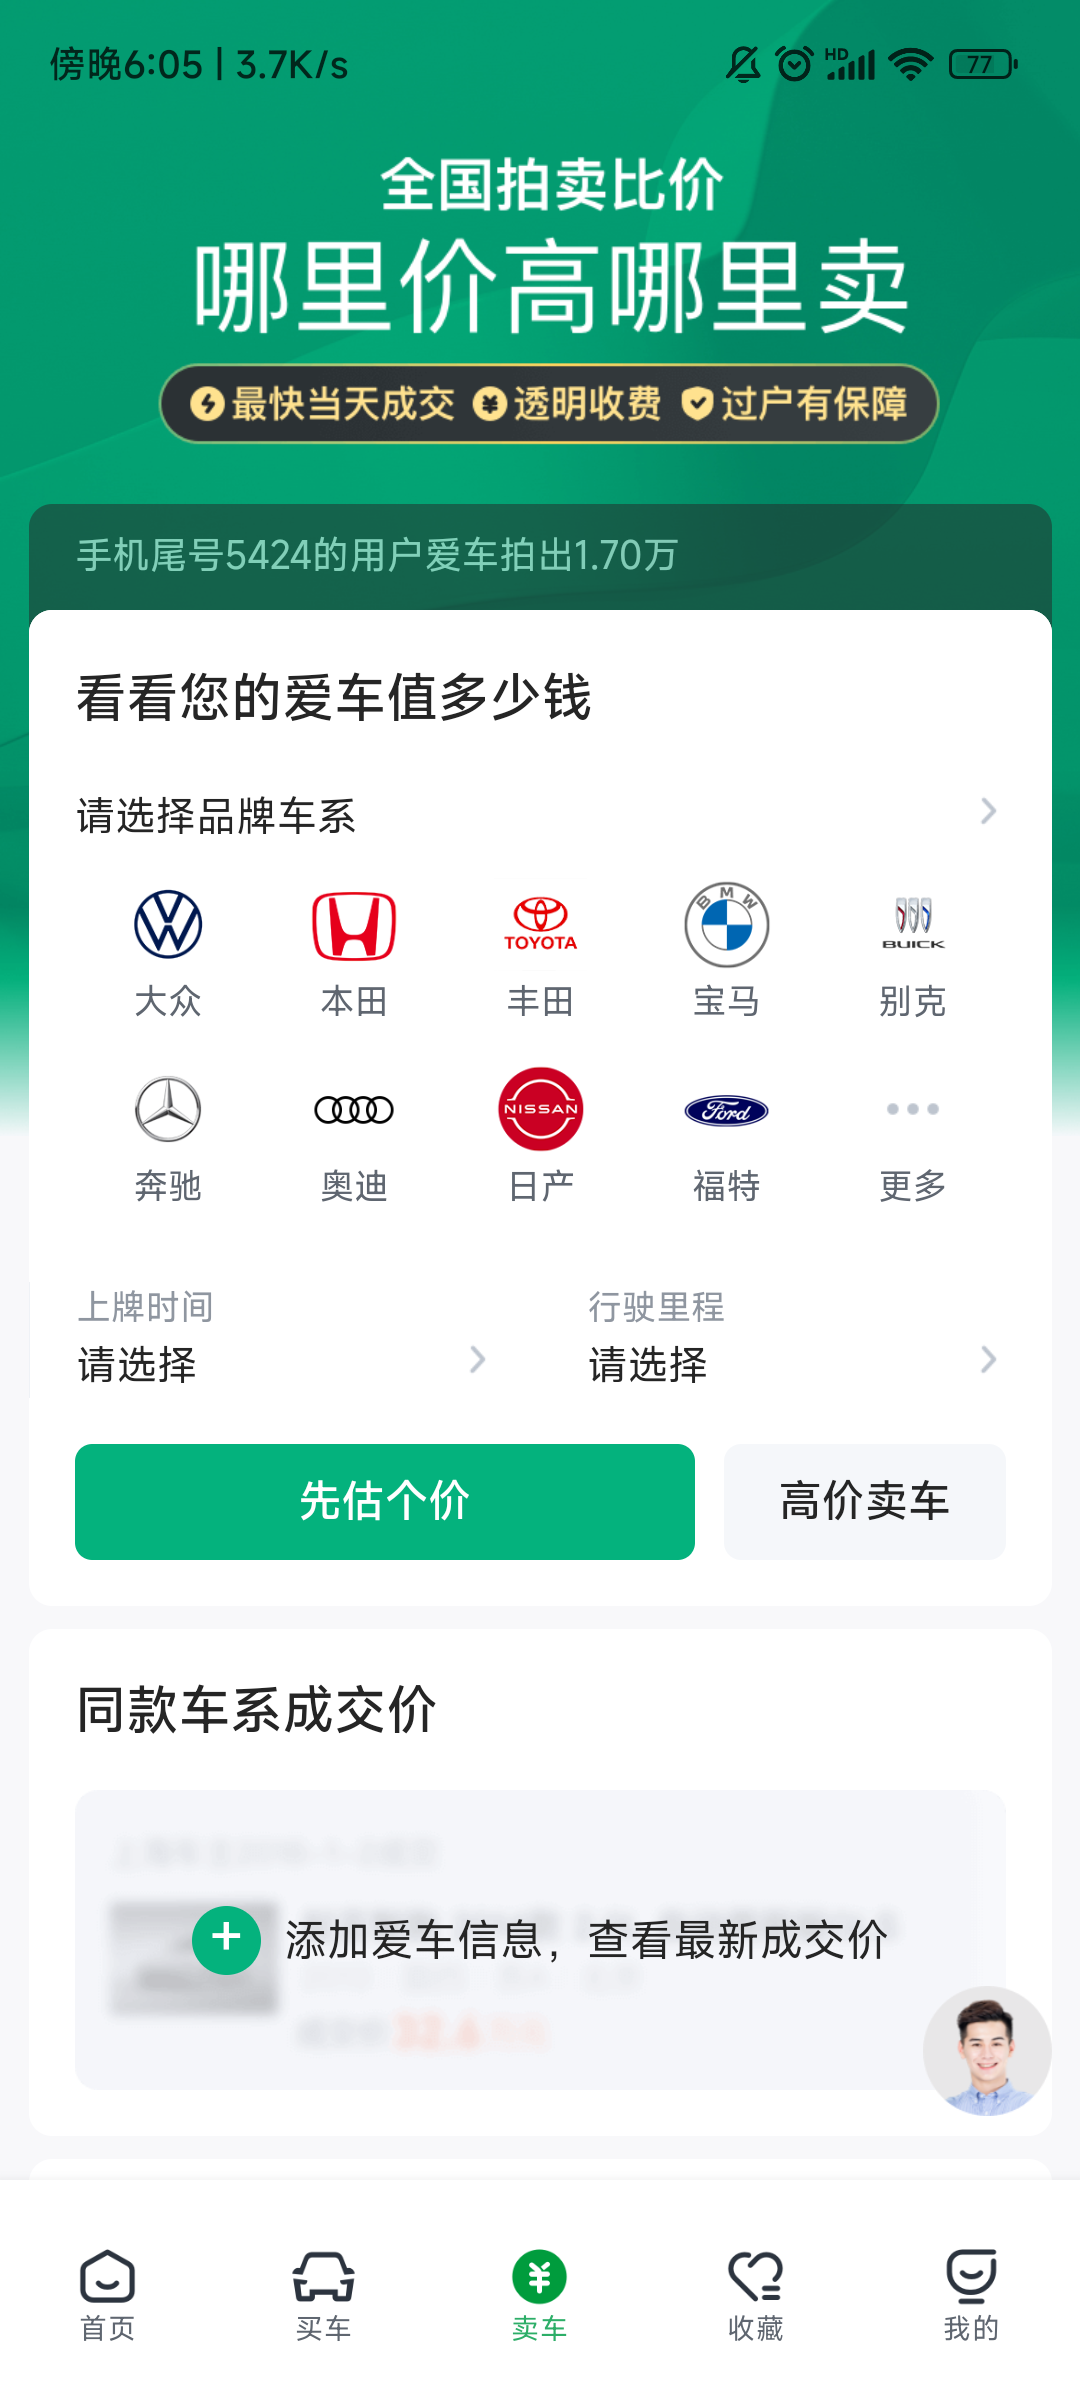 傍晚6:05 | 3.7K/s
HD
77
全国拍卖比价
哪里价高哪里卖
最快当天成交 透明收费 过户有保障
手机尾号5424的用户爱车拍出1.70万
看看您的爱车值多少钱
请选择品牌车系
TOYOTA
BMW
BUICK
大众 本田 丰田 宝马 别克
NISSAN
Ford
奔驰 奥迪 日产 福特 更多
上牌时间 行驶里程
请选择 请选择
先估个价 高价卖车
同款车系成交价
添加爱车信息，查看最新成交价
首页 买车 卖车 收藏 我的